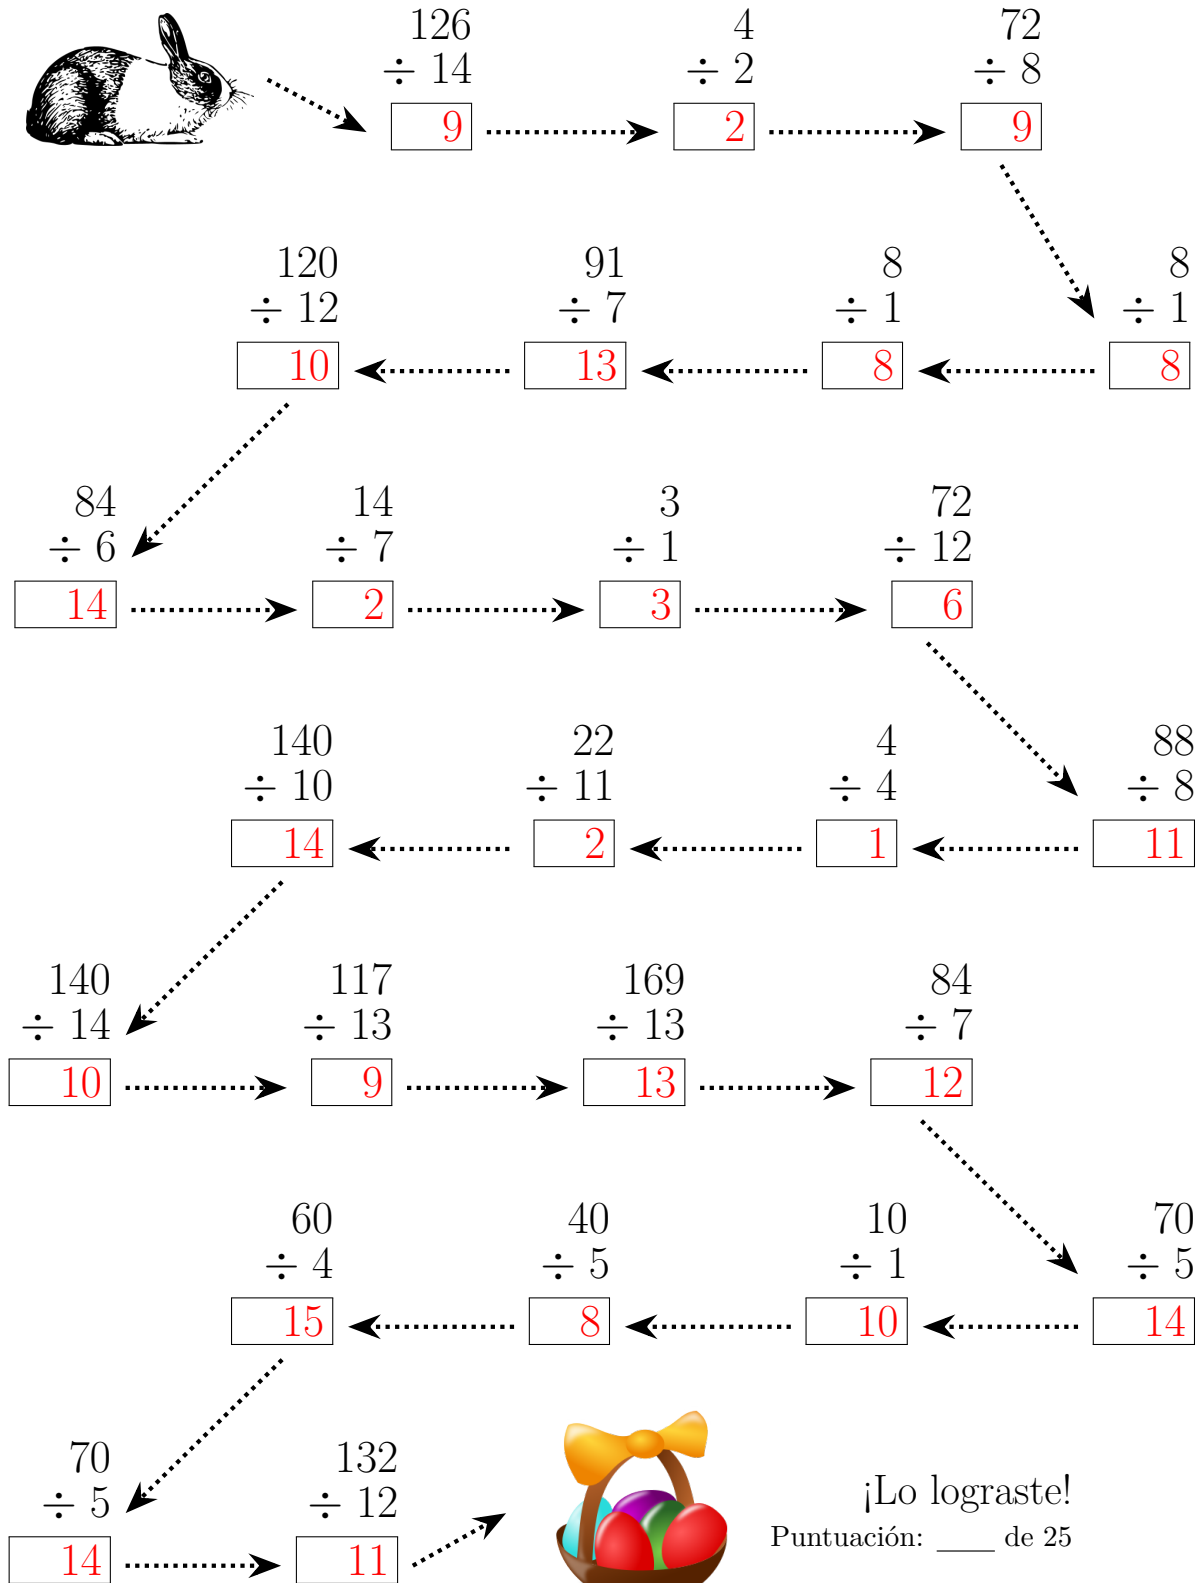 126 4 72
÷ 14 ÷ 2 ÷ 8
9 2 9
120 91 8 8
÷ 12 ÷ 7 ÷ 1 ÷ 1
10 13 8 8
84 14 3 72
÷ 6 ÷ 7 ÷ 1 ÷ 12
14 2 3 6
140 22 4 88
÷ 10 ÷ 11 ÷ 4 ÷ 8
14 2 1 11
140 117 169 84
÷ 14 ÷ 13 ÷ 13 ÷ 7
10 9 13 12
60 40 10 70
÷ 4 ÷ 5 ÷ 1 ÷ 5
15 8 10 14
70 132
÷ 5 ÷ 12
14 11
¡Lo lograste!
Puntuación: ____ de 25